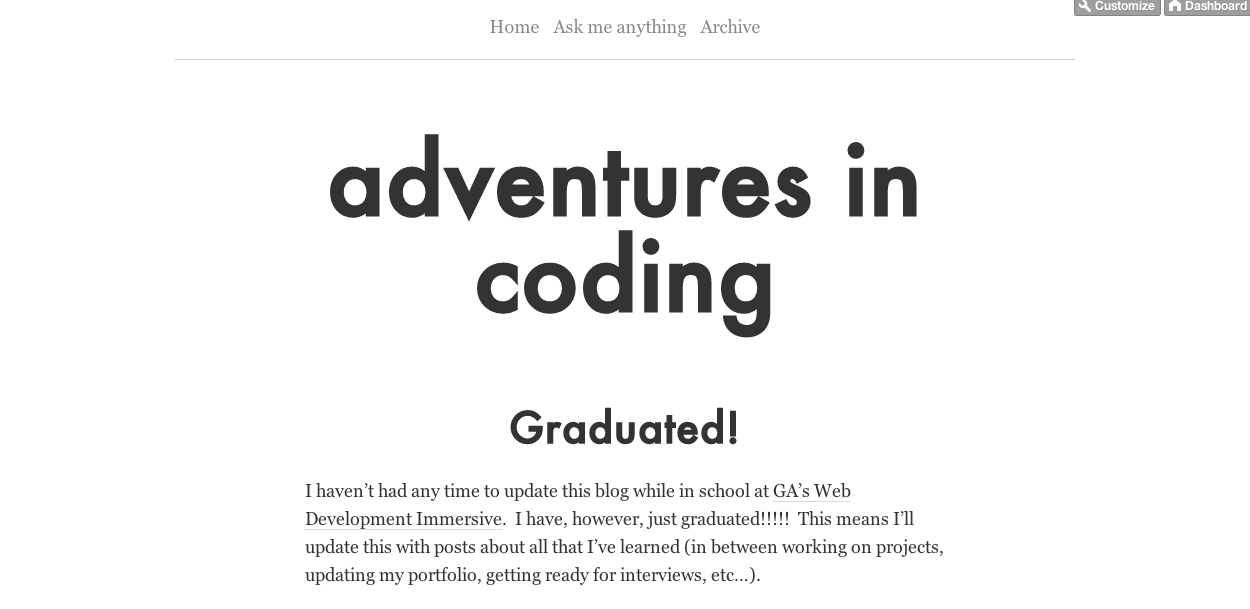 Customize Dashboard
Home Ask me anything Archive
adventures in
coding
Graduated!
I haven’t had any time to update this blog while in school at GA’s Web
Development Immersive.  I have, however, just graduated!!!!!  This means I’ll
update this with posts about all that I’ve learned (in between working on projects,
updating my portfolio, getting ready for interviews, etc…).